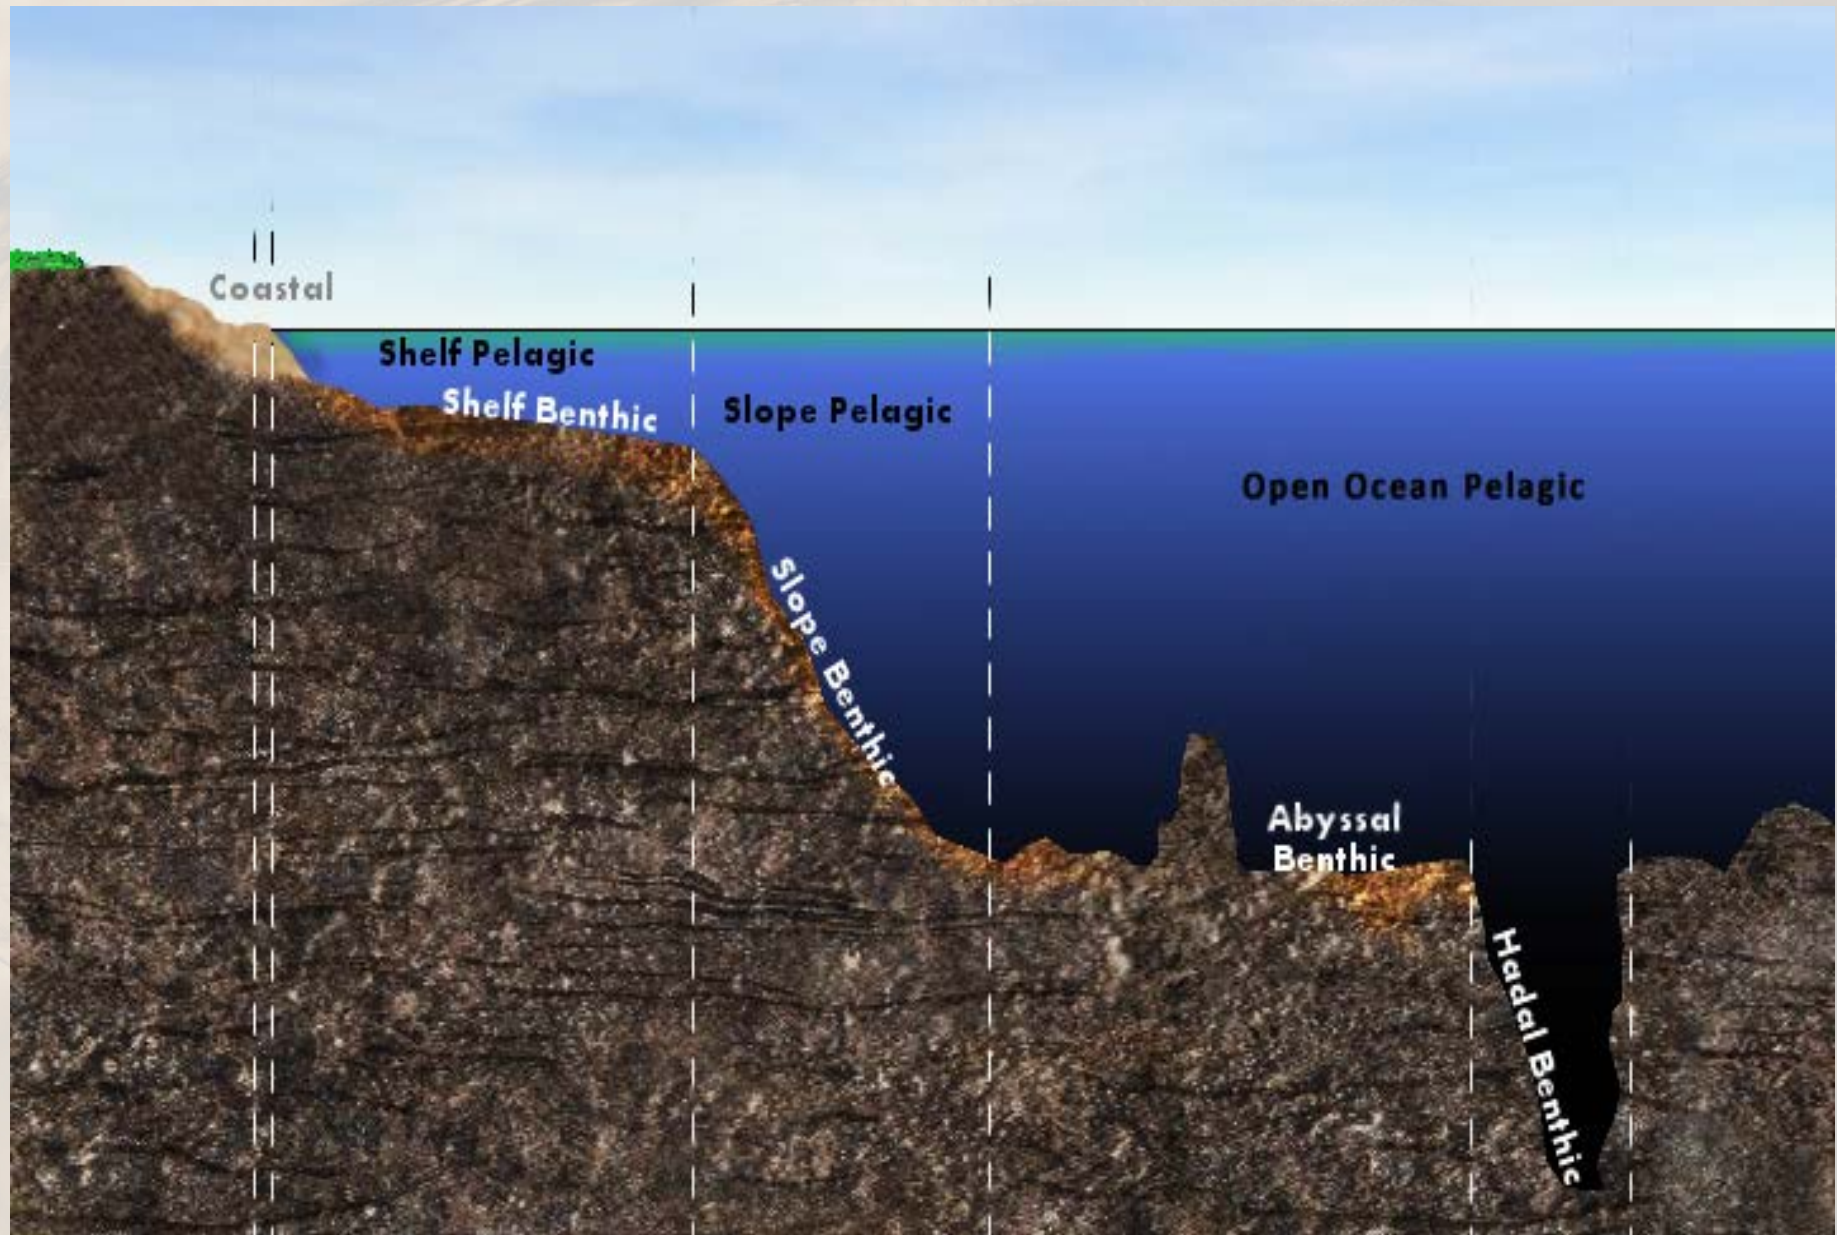 Coastal
Shelf Pelagic
Shelf Benthic
Slope Pelagic
Open Ocean Pelagic
Slope Benthic
Abyssal
Benthic
Hadal Benthic